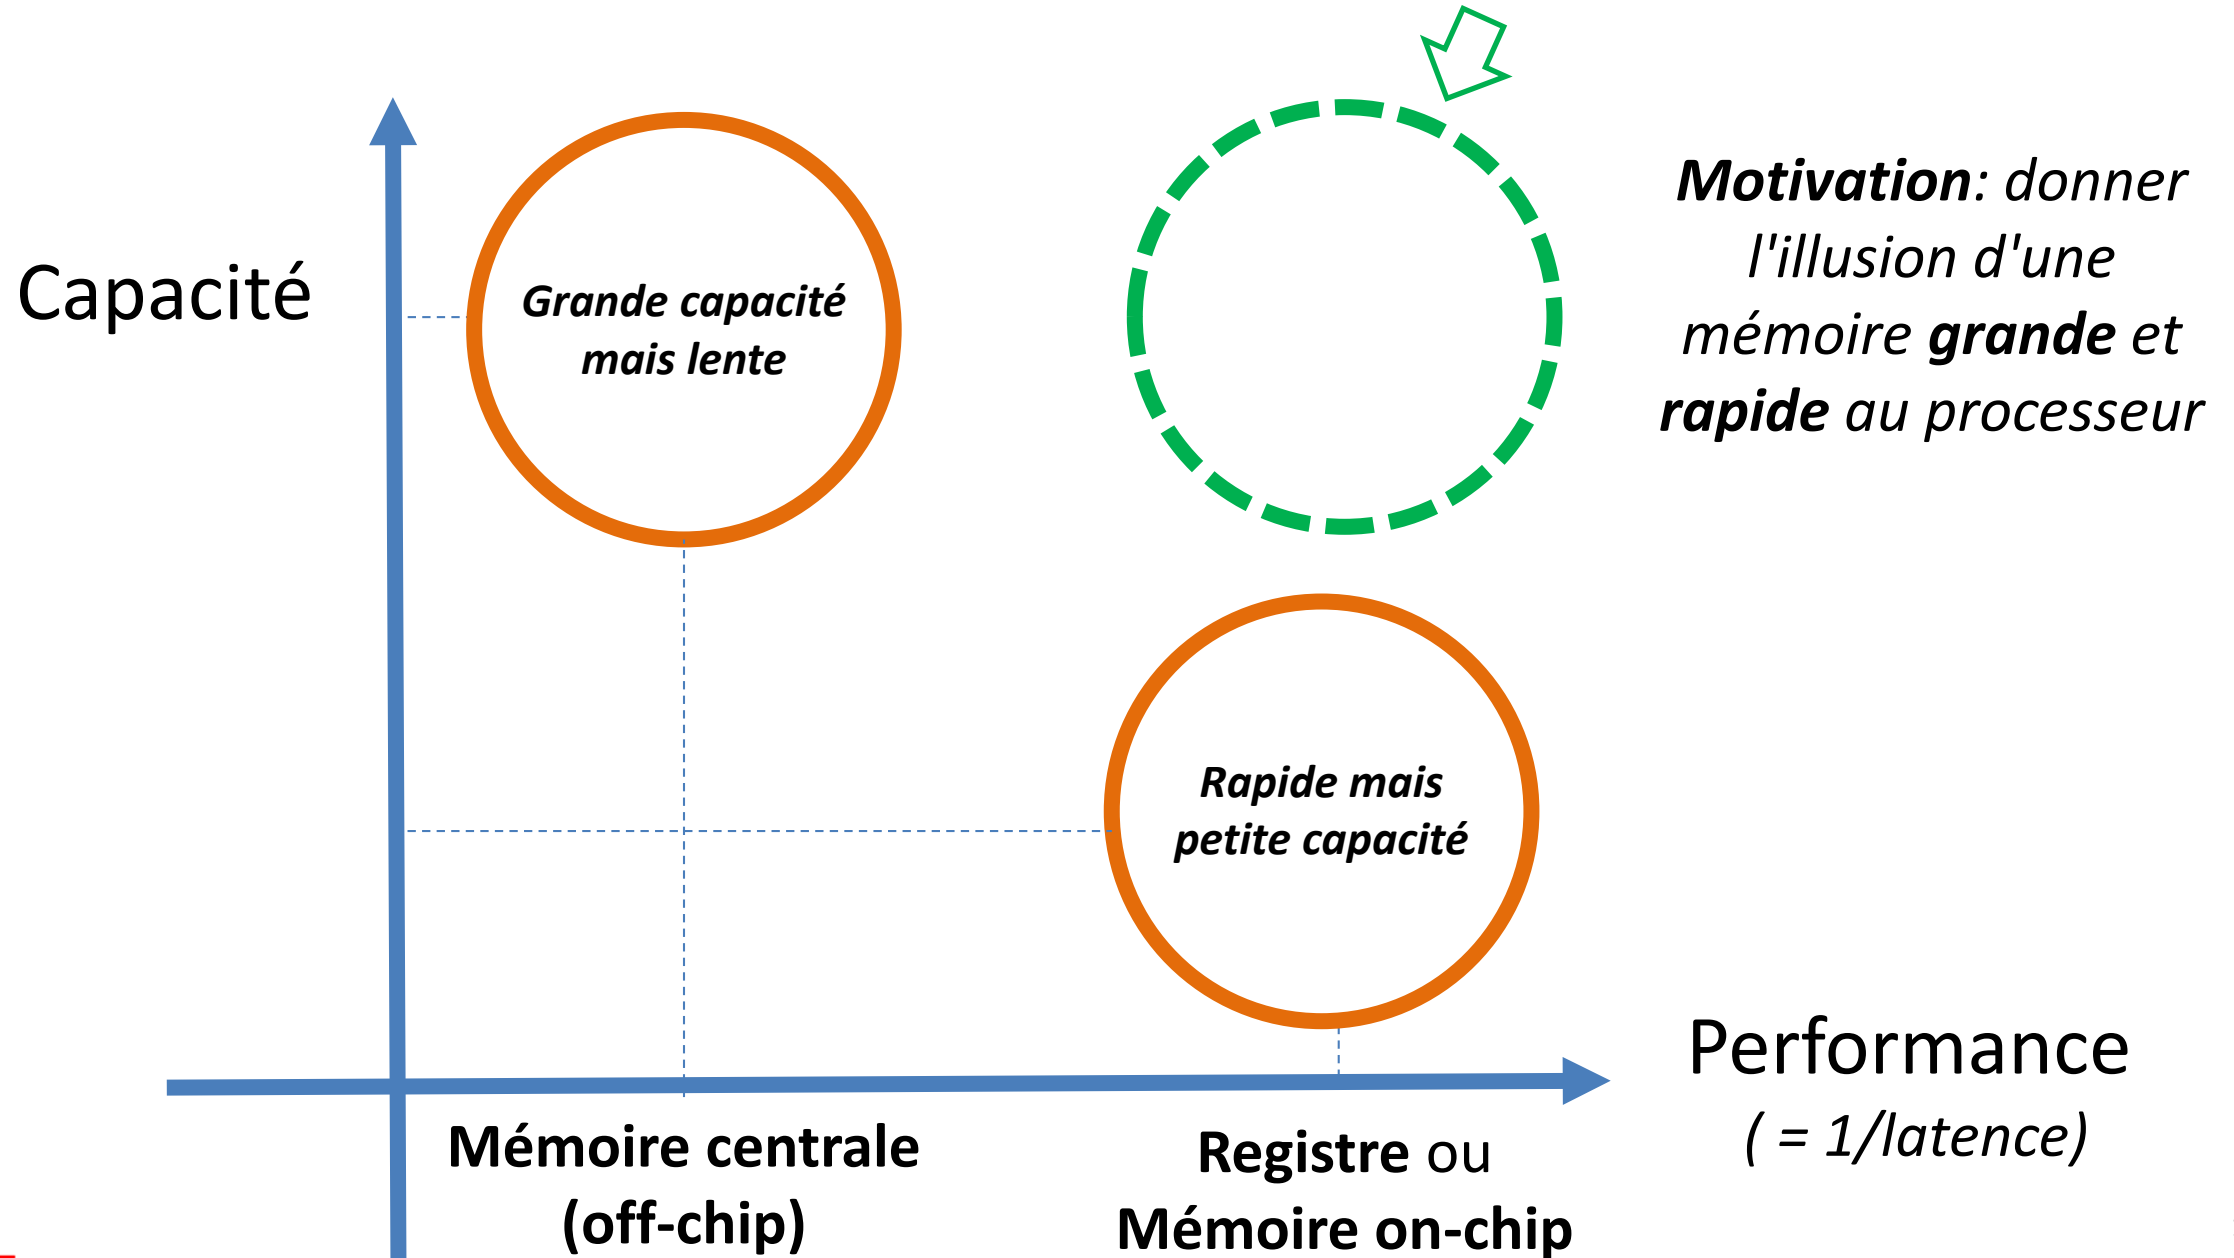 Capacité
Grande capacité
mais lente
Motivation: donner
l'illusion d'une
mémoire grande et
rapide au processeur
Rapide mais
petite capacité
Performance
( = 1/latence)
Mémoire centrale
(off-chip)
Registre ou
Mémoire on-chip